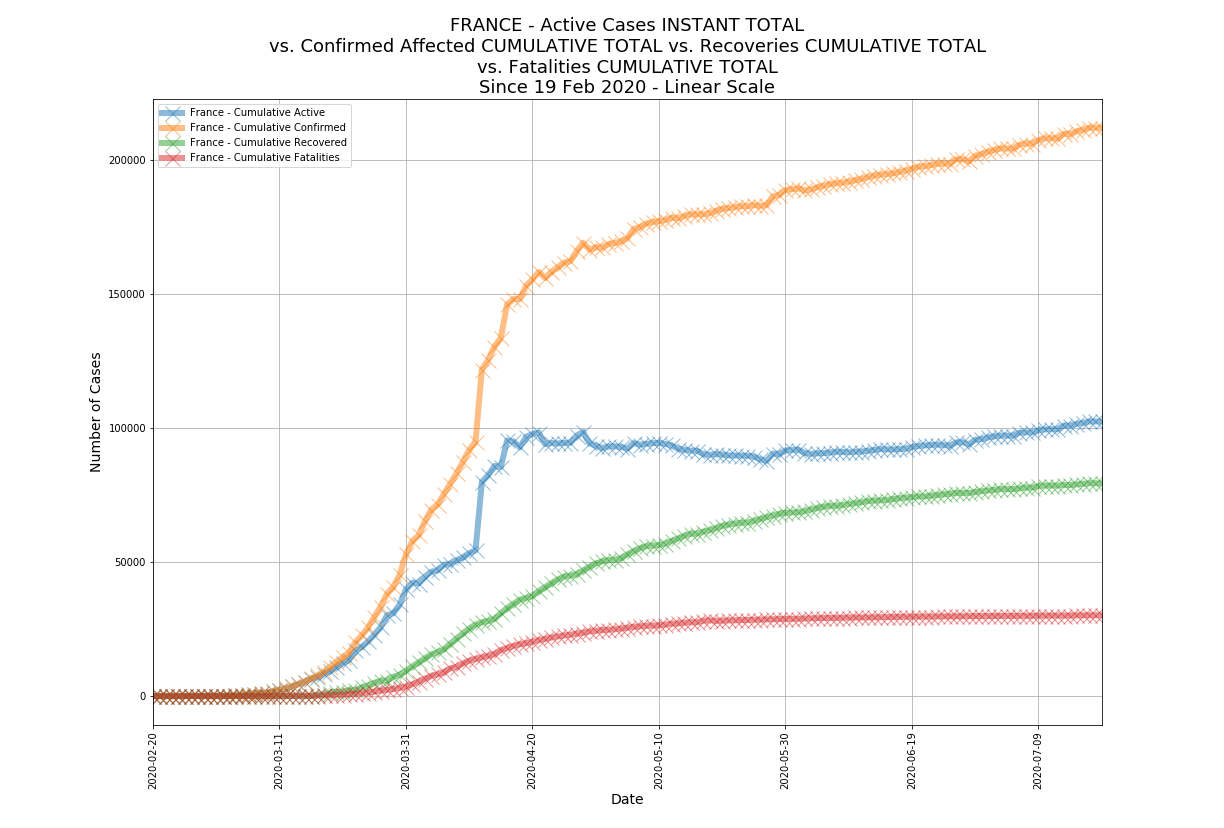 FRANCE - Active Cases INSTANT TOTAL
vs. Confirmed Affected CUMULATIVE TOTAL vs. Recoveries CUMULATIVE TOTAL
vs. Fatalities CUMULATIVE TOTAL
Since 19 Feb 2020 - Linear Scale
France - Cumulative Active
France - Cumulative Confirmed
France - Cumulative Recovered
France - Cumulative Fatalities
Number of Cases
200000
150000
100000
50000
0
2020-02-20
2020-03-11
2020-03-31
2020-04-20
2020-05-10
2020-05-30
2020-06-19
2020-07-09
Date